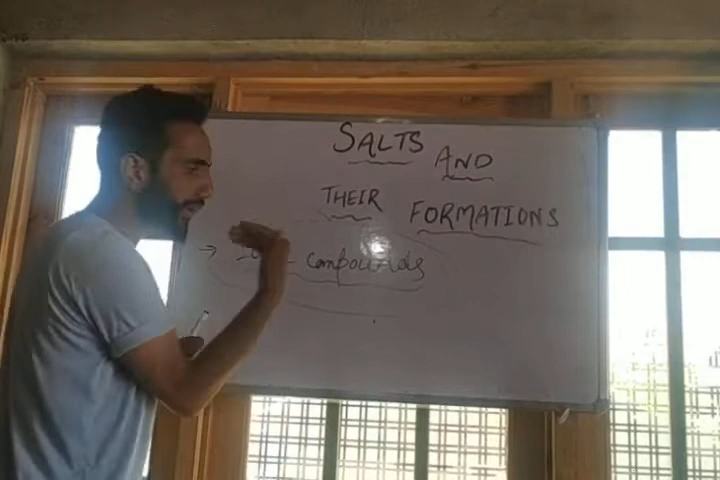 SALTS AND
THEIR FORMATIONS
→ compounds